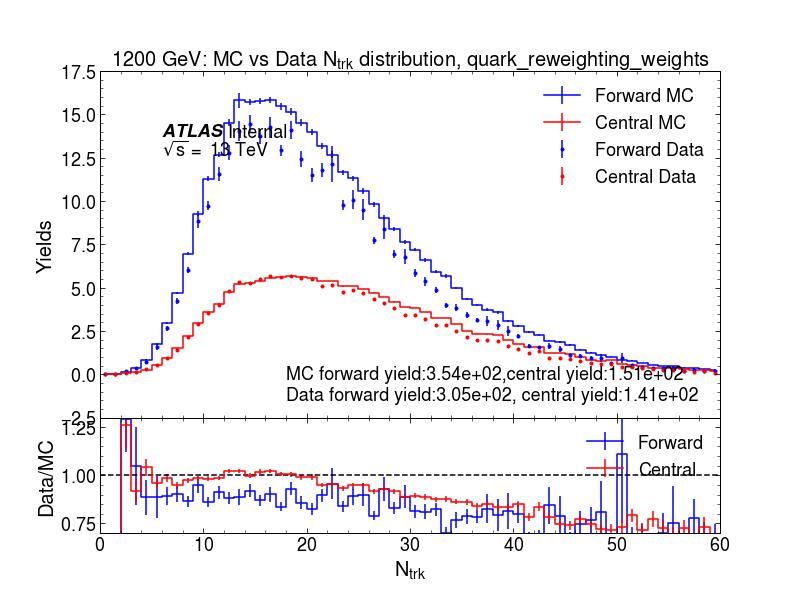 1200 GeV: MC vs Data Ntrk distribution, quark_reweighting_weights
17.5
15.0
12.5
10.0
7.5
5.0
2.5
0.0
2.5
Yields
ATLAS Internal
√s = 13 TeV
Forward MC
Central MC
Forward Data
Central Data
MC forward yield:3.54e+02,central yield:1.51e+02
Data forward yield:3.05e+02, central yield:1.41e+02
1.25
1.00
0.75
Data/MC
Forward
Central
0 10 20 30 40 50 60
Ntrk